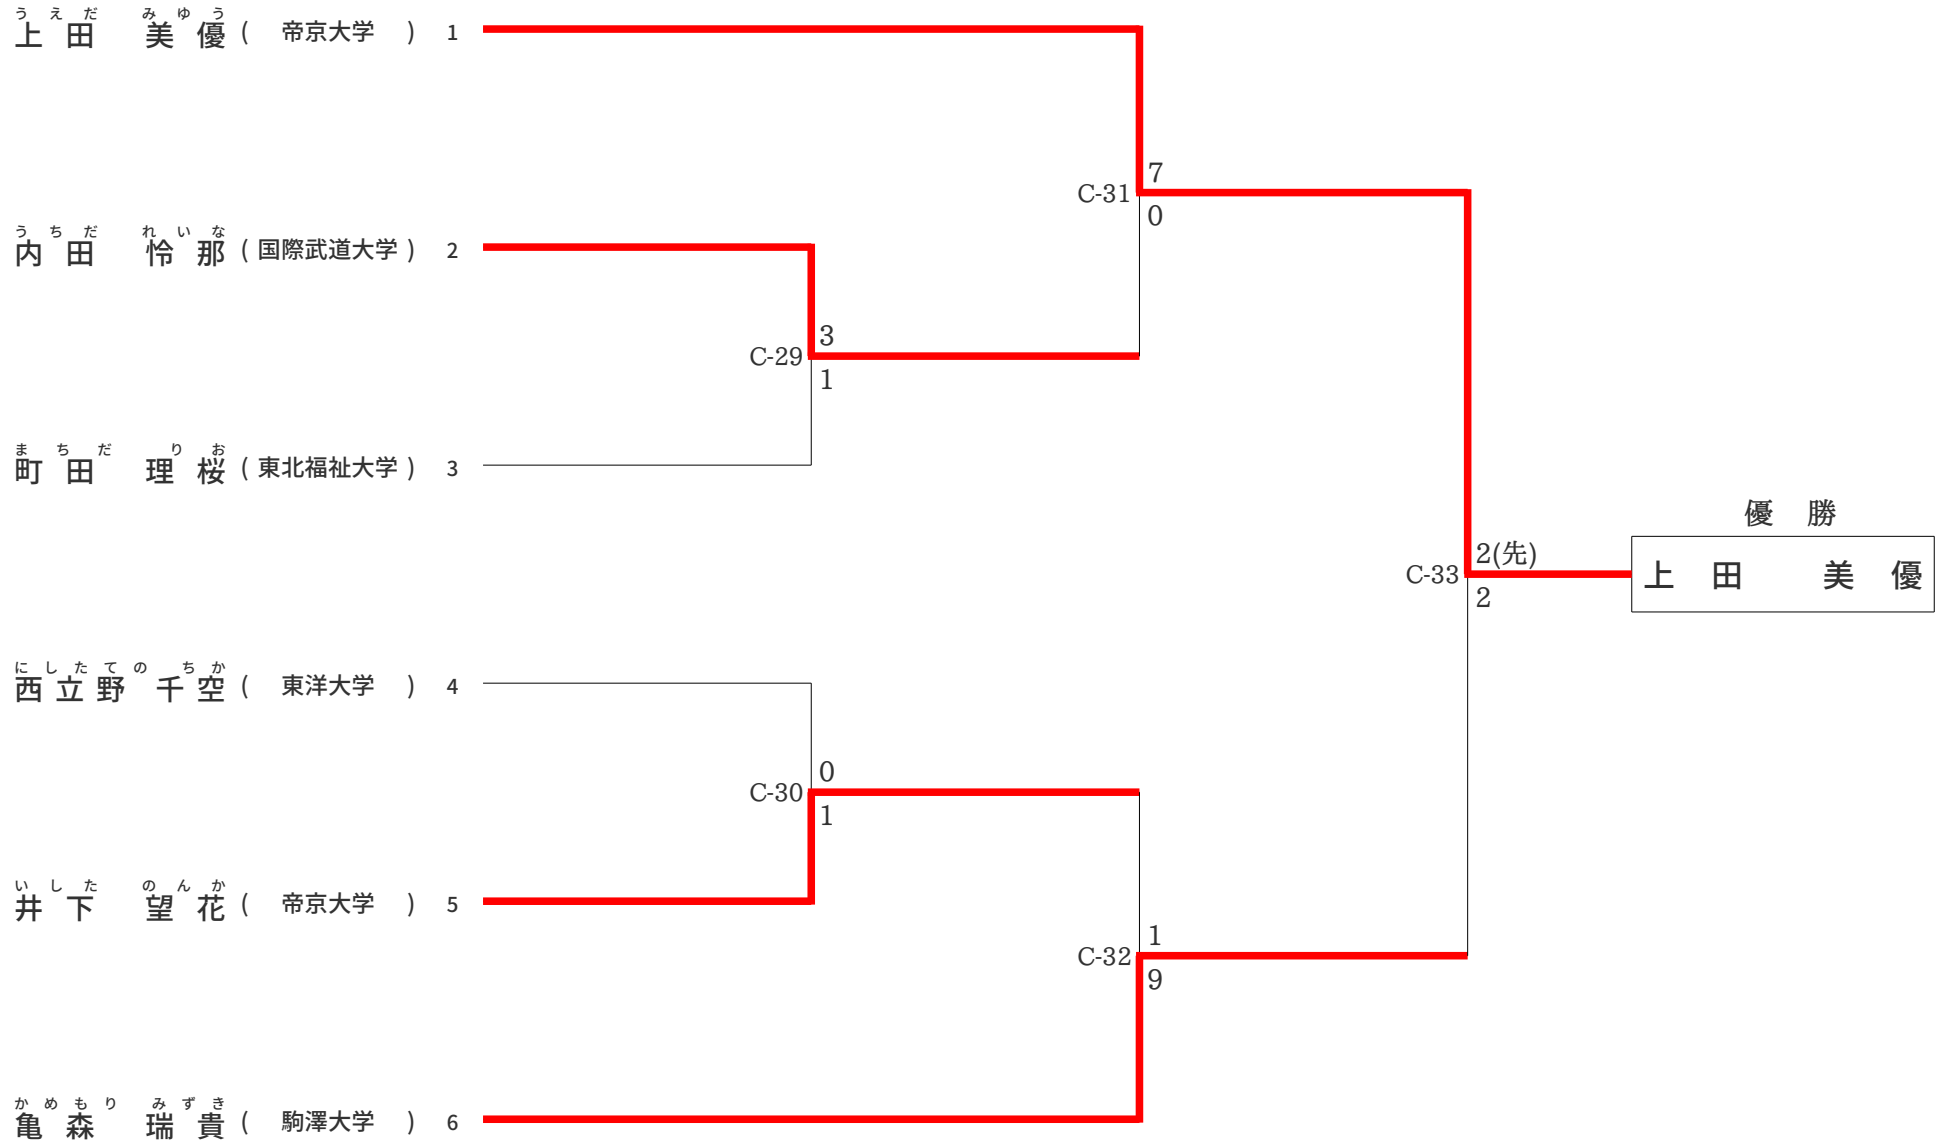 うえだ みゆう
上田 美優 ( 帝京大学 ) 1
7
C-31
0
うちだ れいな
内田 怜那 ( 国際武道大学 ) 2
3
C-29
1
まちだ りお
町田 理桜 ( 東北福祉大学 ) 3
優 勝
2(先)
C-33
上田 美優
2
にしたての ちか
西立野 千空 ( 東洋大学 ) 4
0
C-30
1
いした のんか
井下 望花 ( 帝京大学 ) 5
1
C-32
9
かめもり みずき
亀森 瑞貴 ( 駒澤大学 ) 6